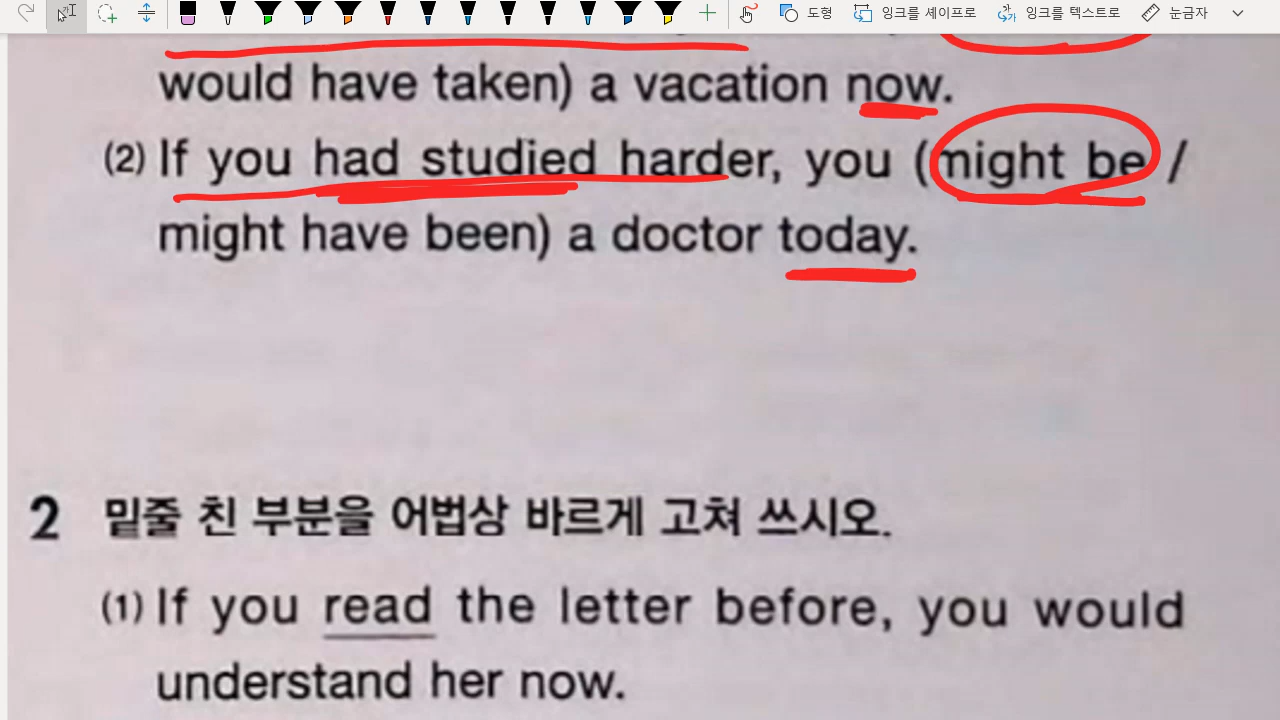 도형
잉크를 셰이프로
잉크를 텍스트로
눈금자
would have taken) a vacation now.
(2) If you had studied harder, you (might be /
might have been) a doctor today.
2 밑줄 친 부분을 어법상 바르게 고쳐 쓰시오.
(1) If you read the letter before, you would
understand her now.